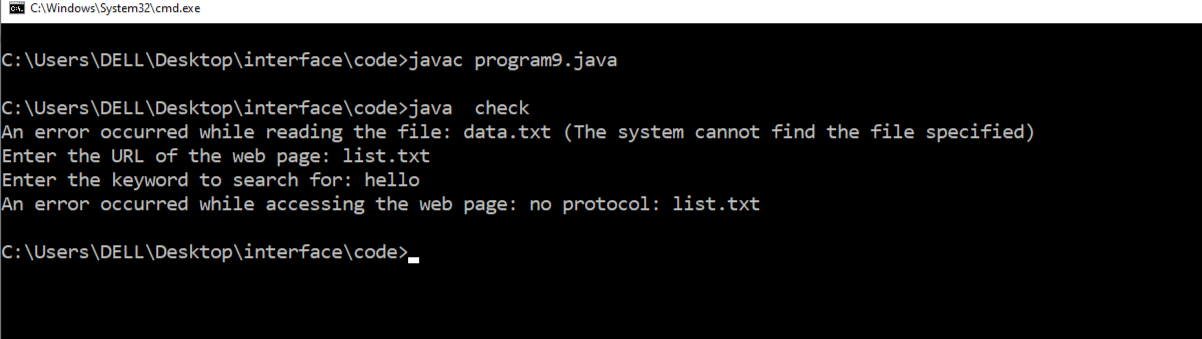 C:\Windows\System32\cmd.exe
C:\Users\DELL\Desktop\interface\code>javac program9.java
C:\Users\DELL\Desktop\interface\code>java  check
An error occurred while reading the file: data.txt (The system cannot find the file specified)
Enter the URL of the web page: list.txt
Enter the keyword to search for: hello
An error occurred while accessing the web page: no protocol: list.txt
C:\Users\DELL\Desktop\interface\code>